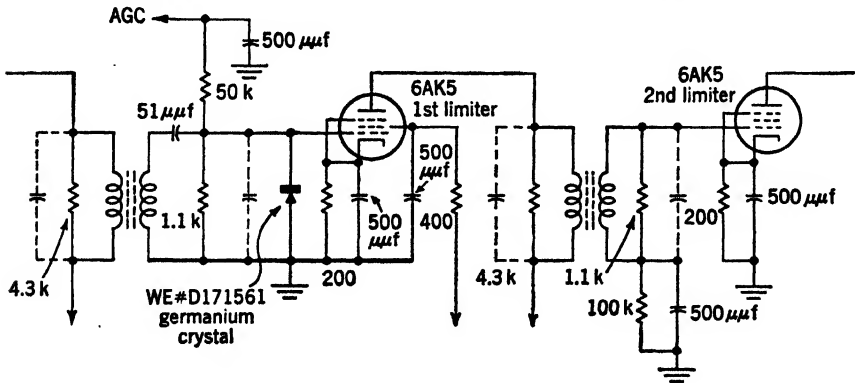 AGC
500 μμf
50 k
51 μμf
6AK5
1st limiter
6AK5
2nd limiter
500
μμf
500
μμf
1.1 k
400
200
4.3 k
WE#D171561
germanium
crystal
4.3 k
1.1 k
200
500 μμf
100 k
500 μμf